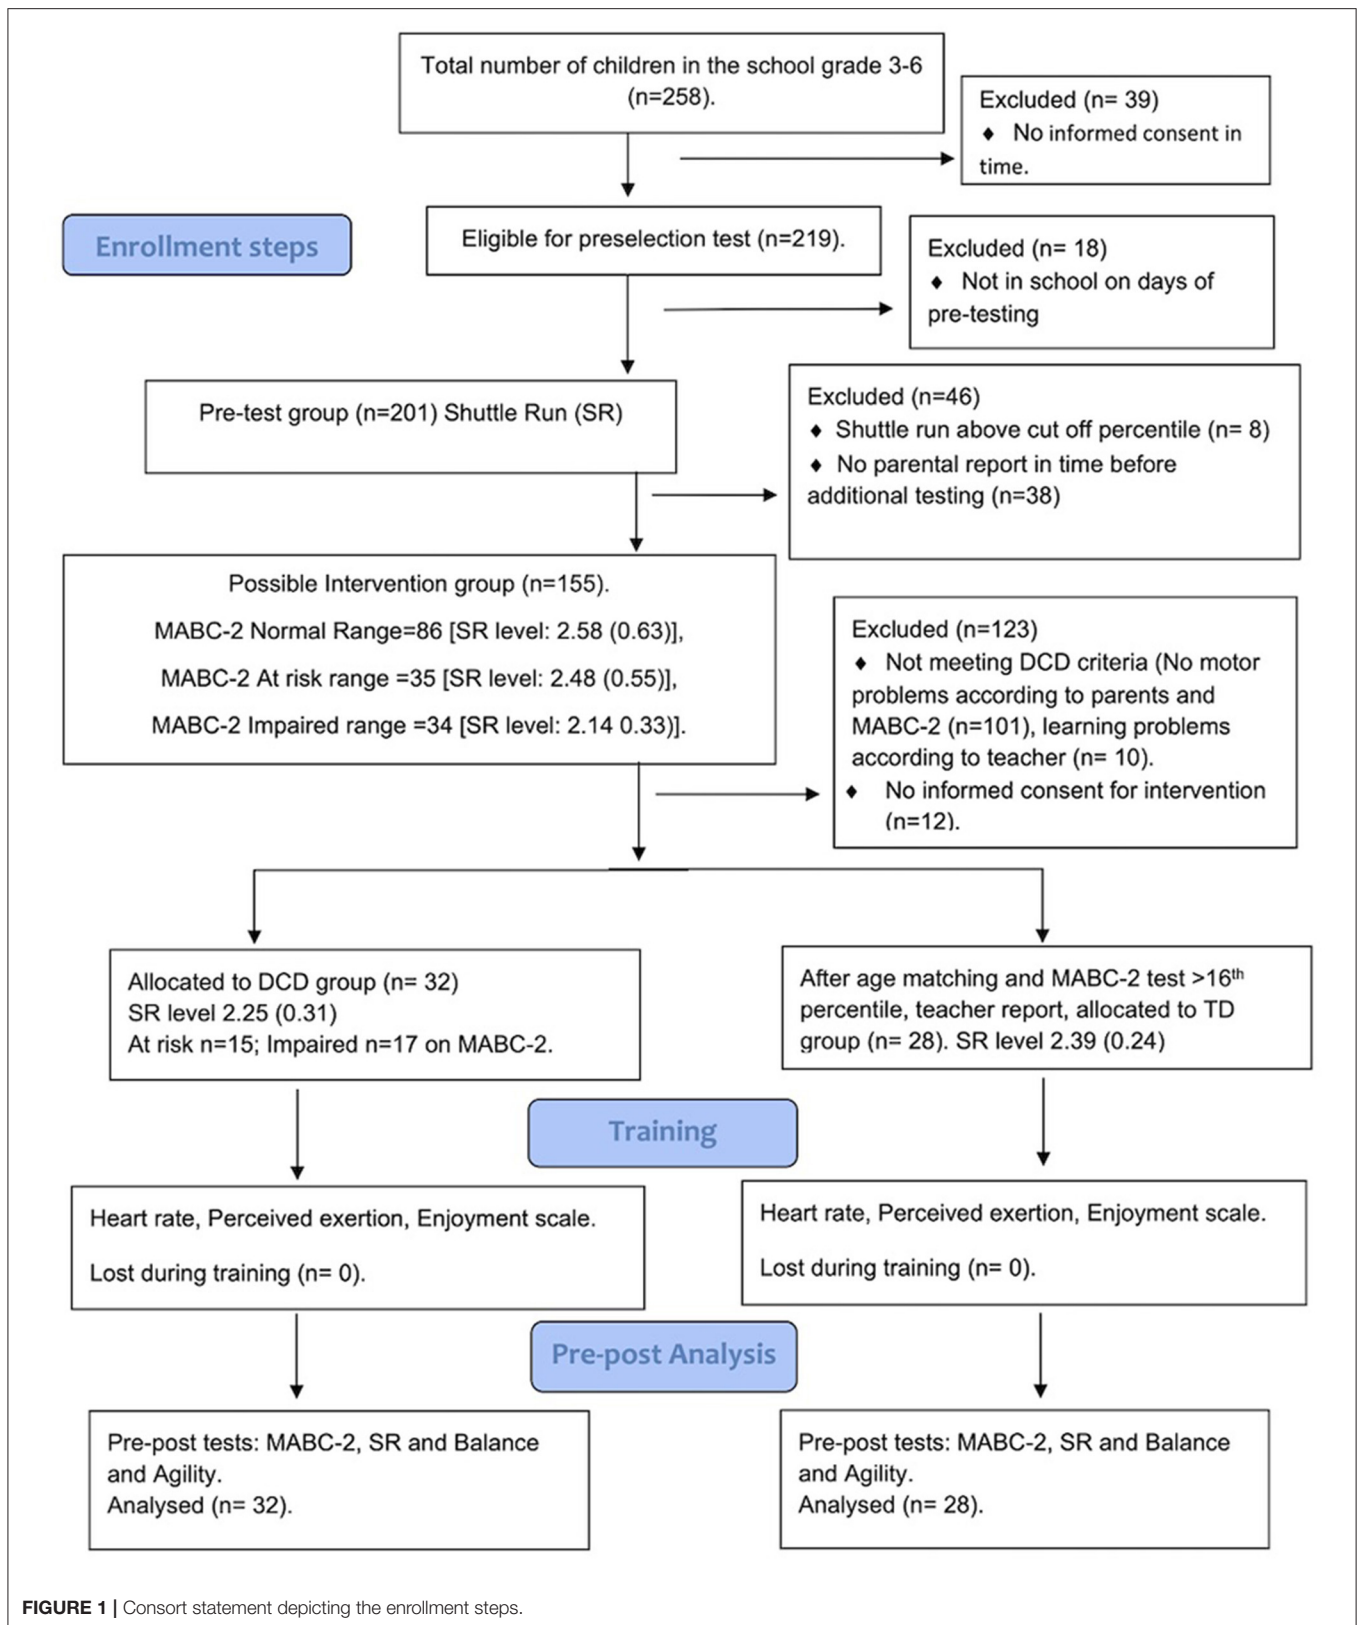 Total number of children in the school grade 3-6
(n=258).
Excluded (n= 39)
♦ No informed consent in
time.
Enrollment steps
Eligible for preselection test (n=219).
Excluded (n= 18)
♦ Not in school on days of
pre-testing
Pre-test group (n=201) Shuttle Run (SR)
Excluded (n=46)
♦ Shuttle run above cut off percentile (n= 8)
♦ No parental report in time before
additional testing (n=38)
Possible Intervention group (n=155).
MABC-2 Normal Range=86 [SR level: 2.58 (0.63)],
MABC-2 At risk range =35 [SR level: 2.48 (0.55)],
MABC-2 Impaired range =34 [SR level: 2.14 0.33)].
Excluded (n=123)
♦ Not meeting DCD criteria (No motor
problems according to parents and
MABC-2 (n=101), learning problems
according to teacher (n= 10).
♦ No informed consent for intervention
(n=12).
Allocated to DCD group (n= 32)
SR level 2.25 (0.31)
At risk n=15; Impaired n=17 on MABC-2.
After age matching and MABC-2 test >16th
percentile, teacher report, allocated to TD
group (n= 28). SR level 2.39 (0.24)
Training
Heart rate, Perceived exertion, Enjoyment scale.
Lost during training (n= 0).
Heart rate, Perceived exertion, Enjoyment scale.
Lost during training (n= 0).
Pre-post Analysis
Pre-post tests: MABC-2, SR and Balance
and Agility.
Analysed (n= 32).
Pre-post tests: MABC-2, SR and Balance
and Agility.
Analysed (n= 28).
FIGURE 1 | Consort statement depicting the enrollment steps.